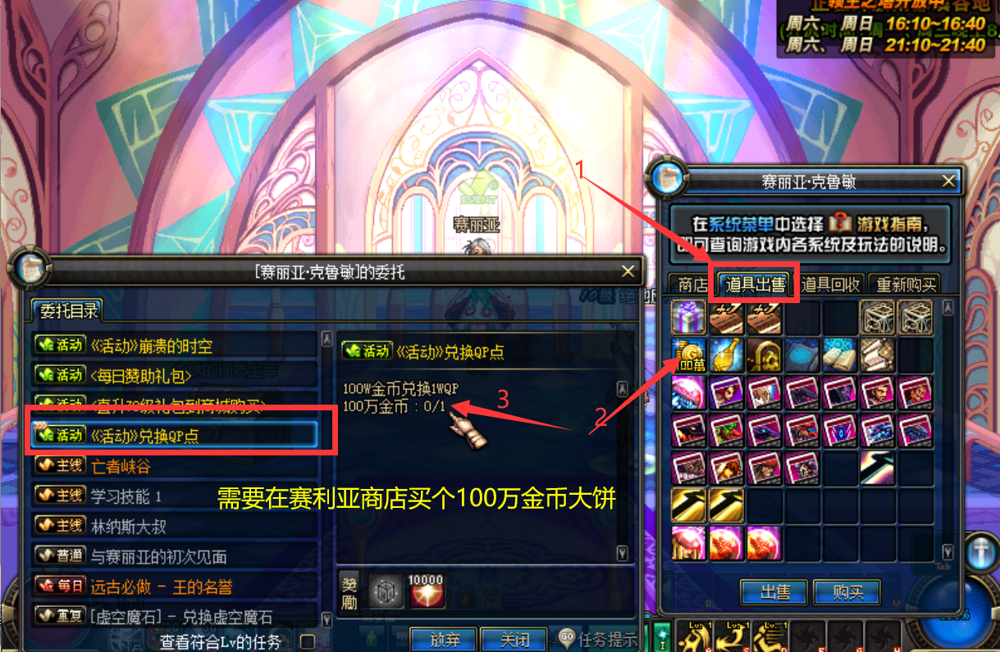 周六、周日 16:10~16:40
周六、周日 21:10~21:40
1
EVENT
赛丽亚
赛丽亚·克鲁敏
在系统菜单中选择 游戏指南,
即可查询游戏内各系统及玩法的说明。
商店
道具出售
道具回收
重新购买
+7
+7
100萬
2
出售
购买
[赛丽亚·克鲁敏]的委托
委托目录
活动 《活动》崩溃的时空
活动 <每日赞助礼包>
活动 <直升70级礼包到商城购买>
活动 《活动》兑换QP点
主线 亡者峡谷
主线 学习技能 1
主线 林纳斯大叔
普通 与赛丽亚的初次见面
每日 远古必做 - 王的名誉
重复 [虚空魔石] - 兑换虚空魔石
查看符合Lv的任务
活动 《活动》兑换QP点
100W金币兑换1WQP
100万金币：0/1
3
需要在赛利亚商店买个100万金币大饼
奖励
10000
放弃
关闭
GO 任务提示
Tab
Lv. 1
Lv. 1
Lv. 1